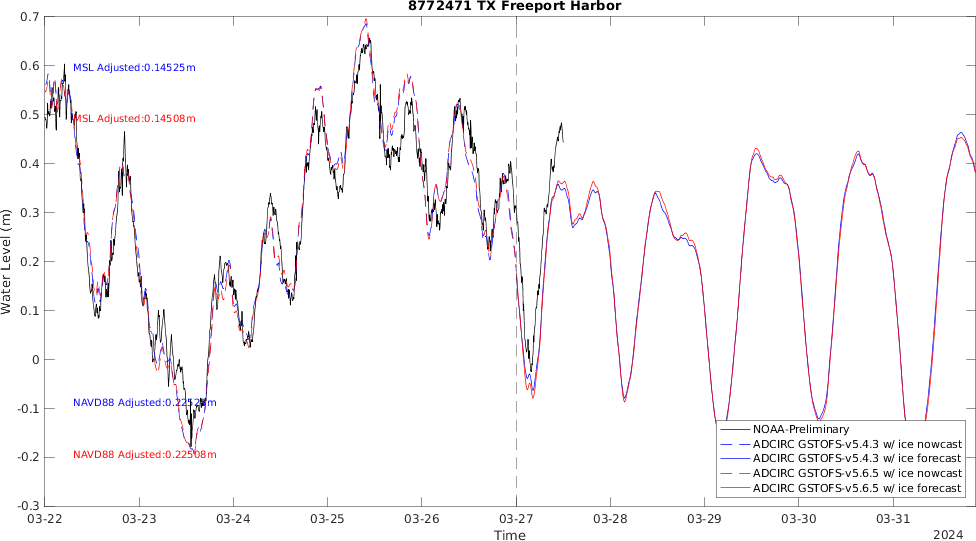 8772471 TX Freeport Harbor
0.7
0.6
0.5
0.4
0.3
0.2
0.1
0
-0.1
-0.2
-0.3
Water Level (m)
MSL Adjusted:0.14525m
MSL Adjusted:0.14508m
NAVD88
NAVD88 Adjusted:0.22508m
NOAA-Preliminary
ADCIRC GSTOFS-v5.4.3 w/ ice nowcast
ADCIRC GSTOFS-v5.4.3 w/ ice forecast
ADCIRC GSTOFS-v5.6.5 w/ ice nowcast
ADCIRC GSTOFS-v5.6.5 w/ ice forecast
03-22 03-23 03-24 03-25 03-26 03-27 03-28 03-29 03-30 03-31
Time
2024